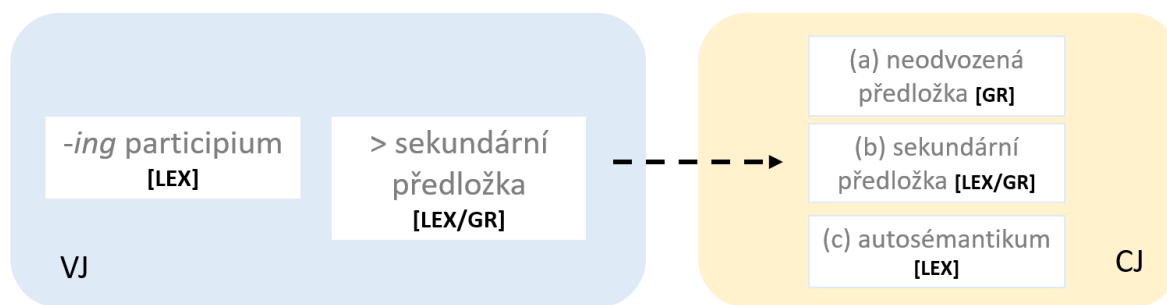 -ing participium
[LEX]
> sekundární
předložka
[LEX/GR]
VJ
(a) neodvozená
předložka [GR]
(b) sekundární
předložka [LEX/GR]
(c) autosémantikum
[LEX]
CJ